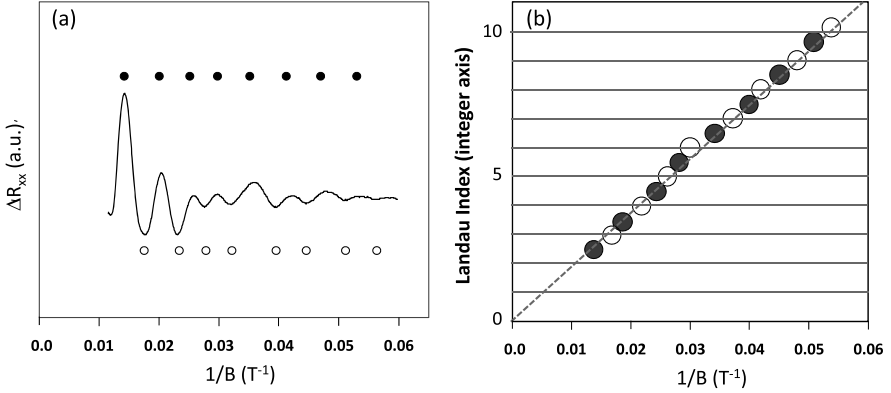 (a)
ΔRxx (a.u.).
0.0 0.01 0.02 0.03 0.04 0.05 0.06
1/B (T-1)
(b)
Landau Index (integer axis)
10
5
0
0.0 0.01 0.02 0.03 0.04 0.05 0.06
1/B (T-1)